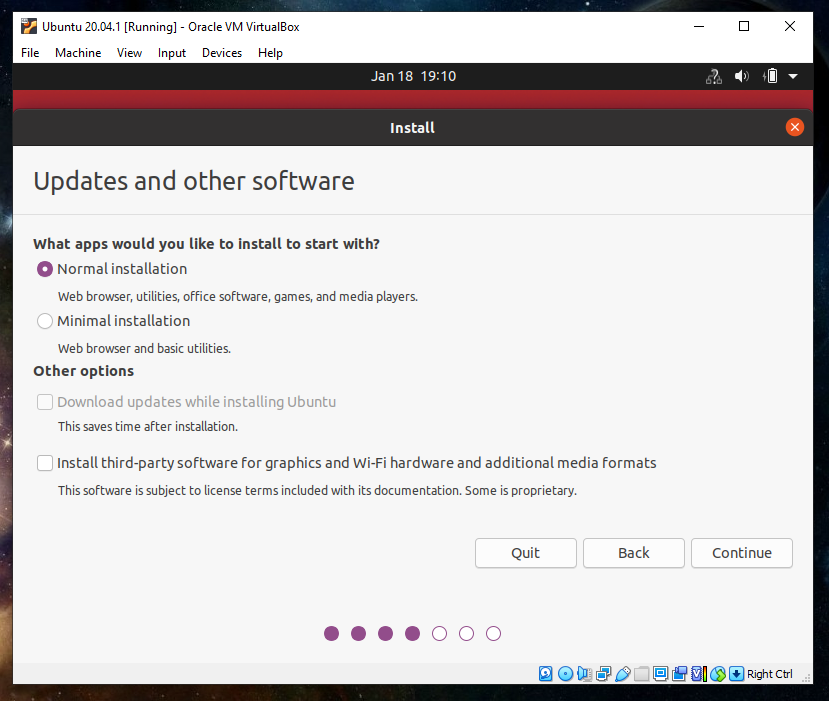 Ubuntu 20.04.1 [Running] - Oracle VM VirtualBox
File Machine View Input Devices Help
Jan 18 19:10
Install
Updates and other software
What apps would you like to install to start with?
Normal installation
Web browser, utilities, office software, games, and media players.
Minimal installation
Web browser and basic utilities.
Other options
Download updates while installing Ubuntu
This saves time after installation.
Install third-party software for graphics and Wi-Fi hardware and additional media formats
This software is subject to license terms included with its documentation. Some is proprietary.
Quit Back Continue
Right Ctrl